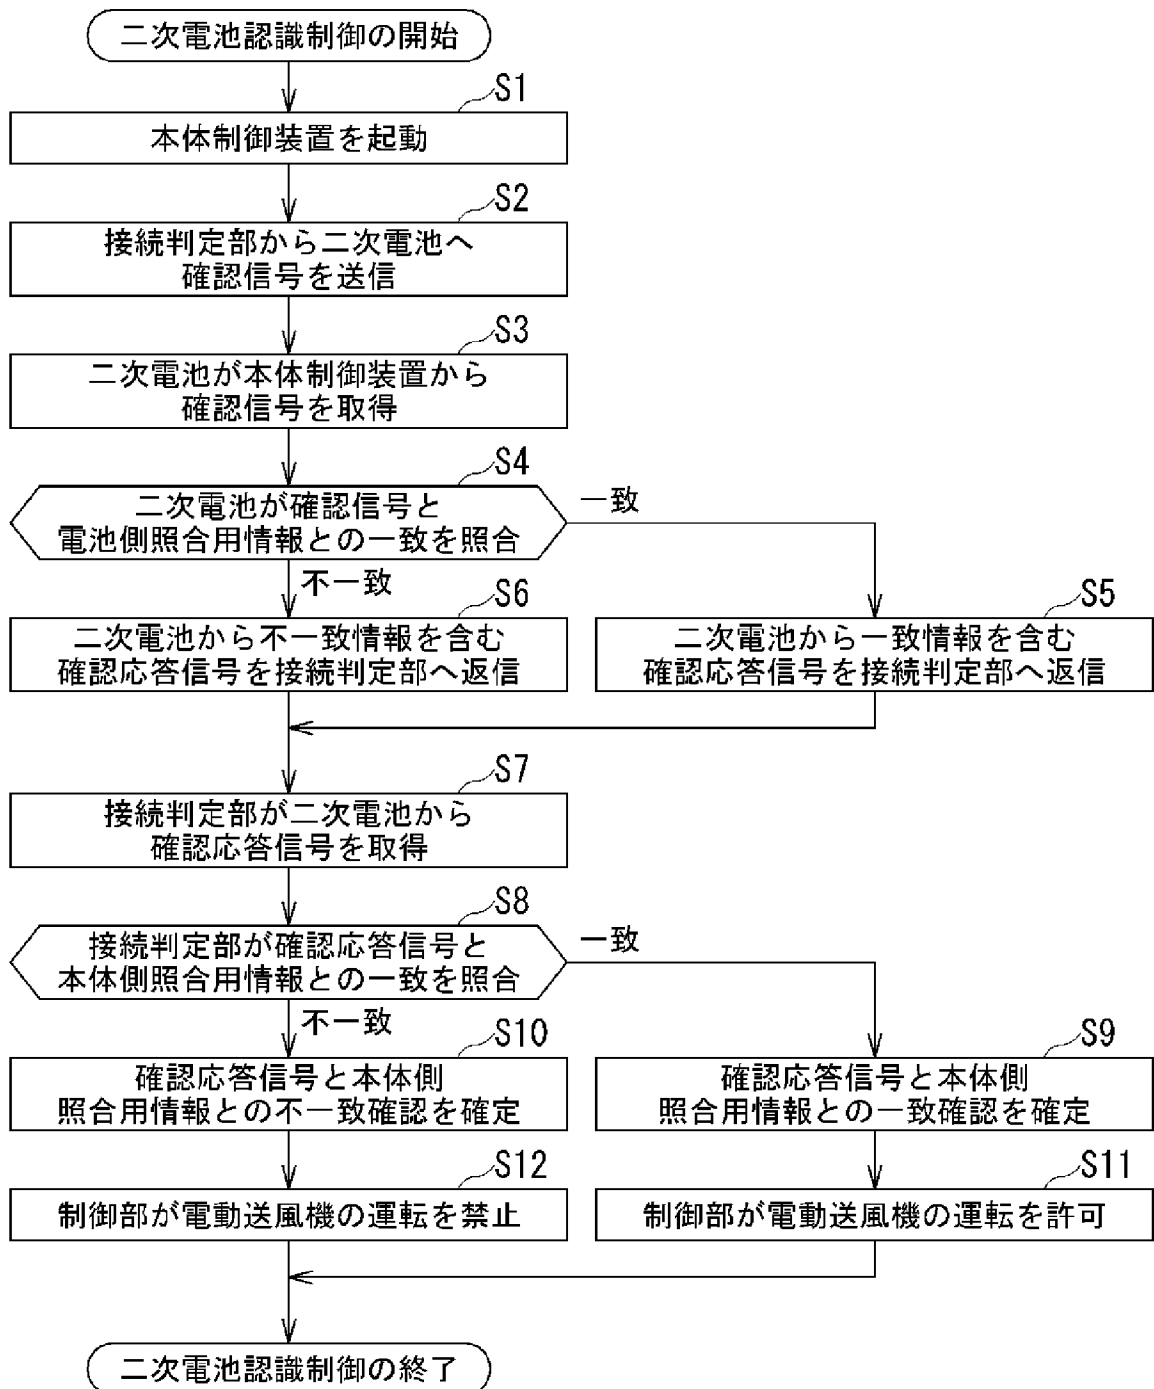 二次電池認識制御の開始
S1
本体制御装置を起動
S2
接続判定部から二次電池へ
確認信号を送信
S3
二次電池が本体制御装置から
確認信号を取得
S4
二次電池が確認信号と
電池側照合用情報との一致を照合
一致
不一致
S6
二次電池から不一致情報を含む
確認応答信号を接続判定部へ返信
S5
二次電池から一致情報を含む
確認応答信号を接続判定部へ返信
S7
接続判定部が二次電池から
確認応答信号を取得
S8
接続判定部が確認応答信号と
本体側照合用情報との一致を照合
一致
不一致
S10
確認応答信号と本体側
照合用情報との不一致確認を確定
S9
確認応答信号と本体側
照合用情報との一致確認を確定
S12
制御部が電動送風機の運転を禁止
S11
制御部が電動送風機の運転を許可
二次電池認識制御の終了